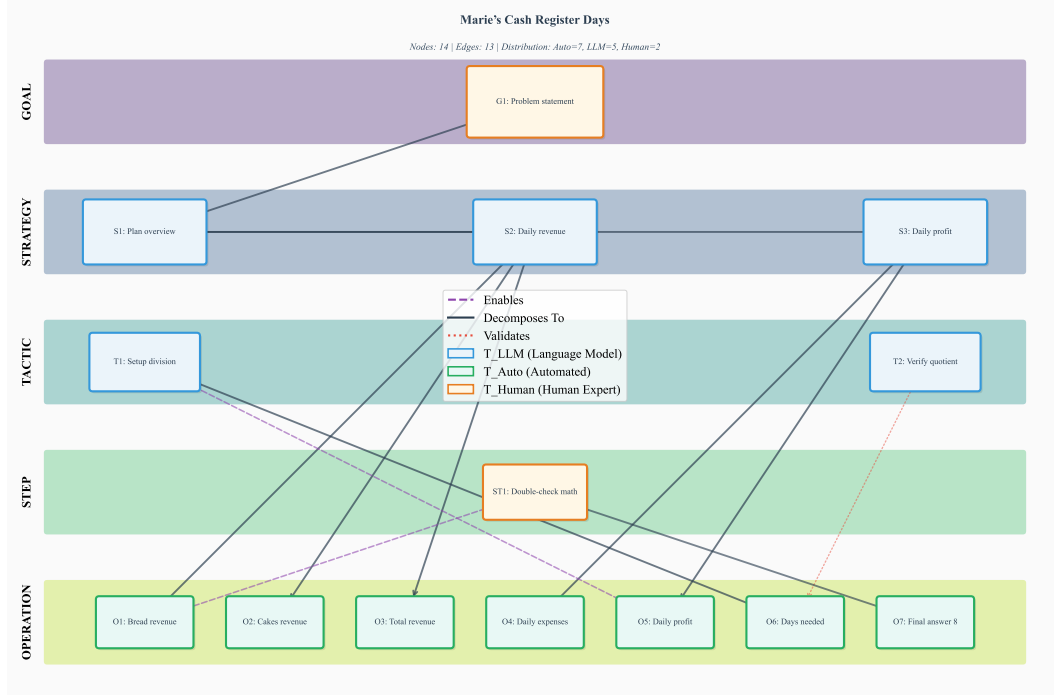 Marie's Cash Register Days
Nodes: 14 | Edges: 13 | Distribution: Auto=7, LLM=5, Human=2
GOAL
G1: Problem statement
STRATEGY
S1: Plan overview
S2: Daily revenue
S3: Daily profit
Enables
Decomposes To
Validates
T_LLM (Language Model)
T_Auto (Automated)
T_Human (Human Expert)
TACTIC
T1: Setup division
T2: Verify quotient
STEP
ST1: Double-check math
OPERATION
O1: Bread revenue
O2: Cakes revenue
O3: Total revenue
O4: Daily expenses
O5: Daily profit
O6: Days needed
O7: Final answer 8